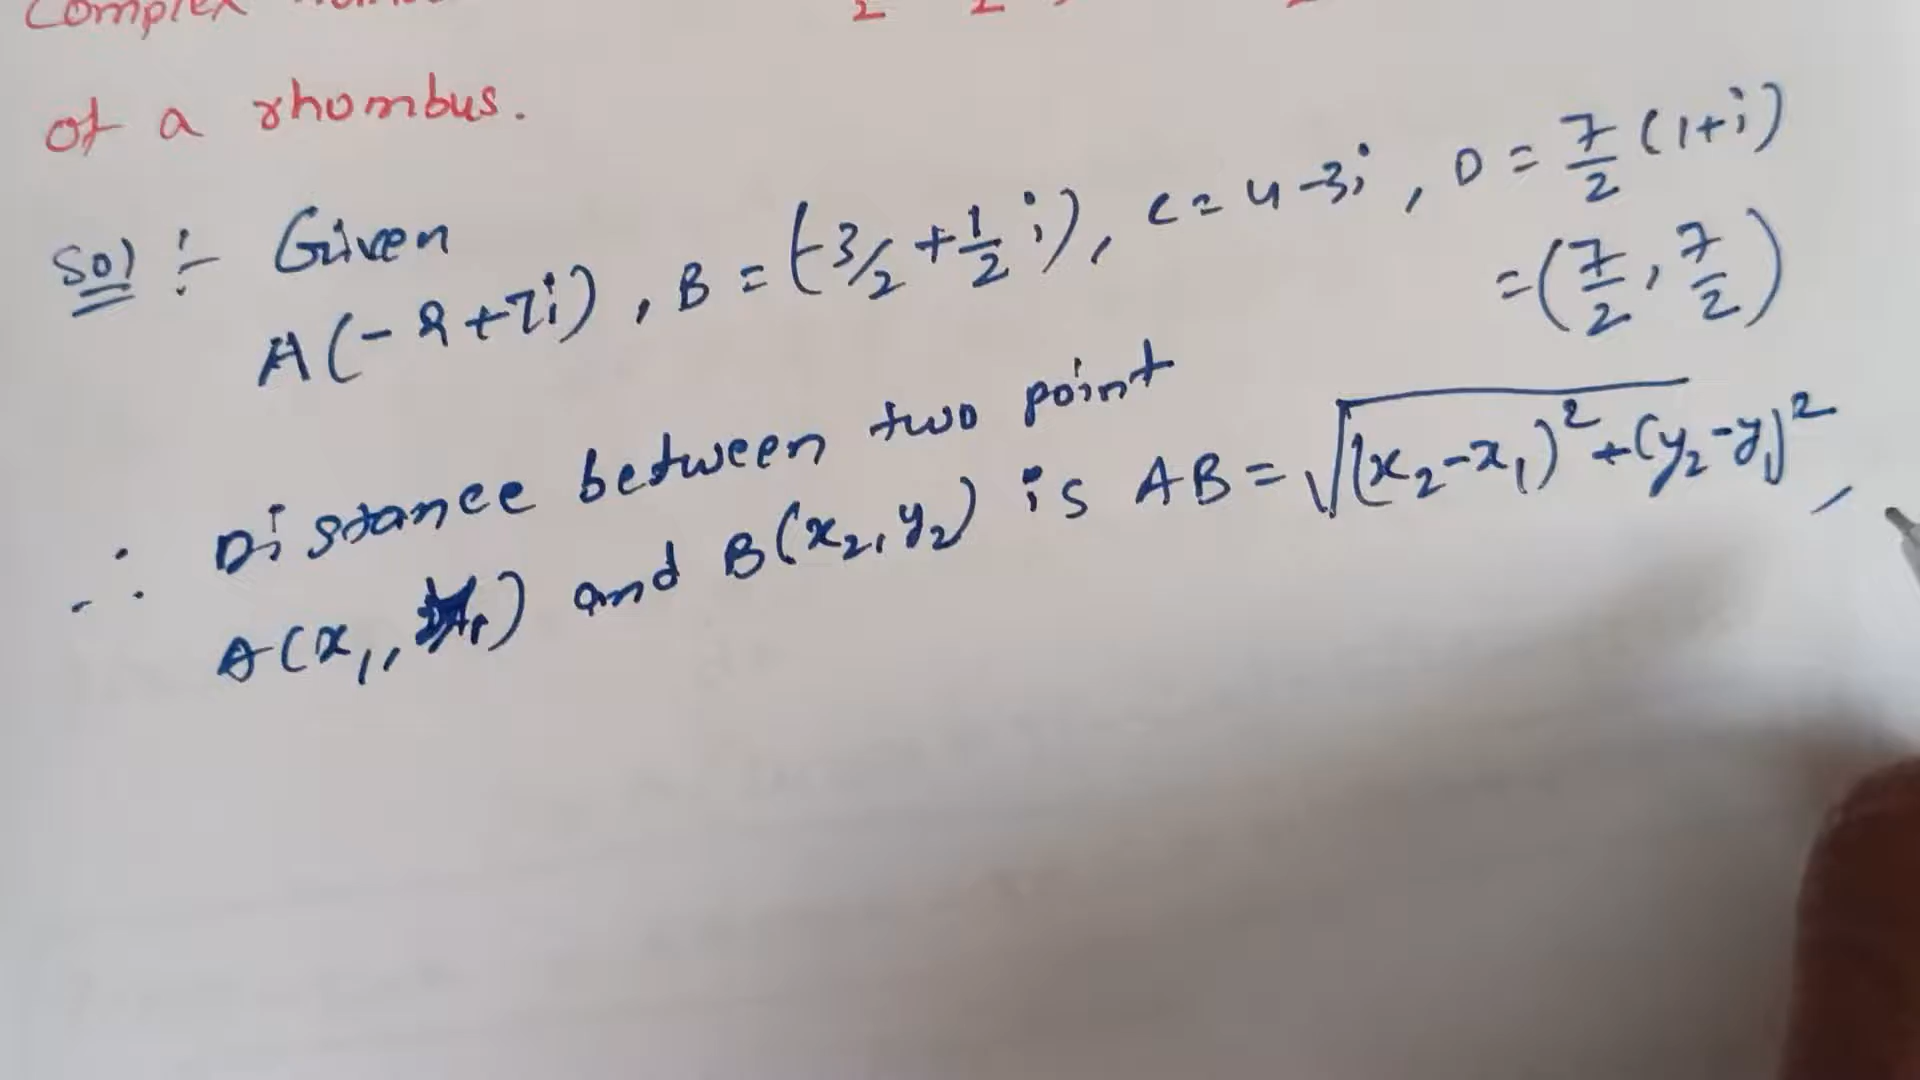 Complex
of a rhombus.
Sol :- Given
A(-2+7i), B = (-3/2 + 1/2 i), C = 4-3i, D = 7/2 (1+i)
= (7/2, 7/2)
∴ Distance between two point
A(x₁, y₁) and B(x₂, y₂) is AB = √(x₂-x₁)²+(y₂-y₁)²,